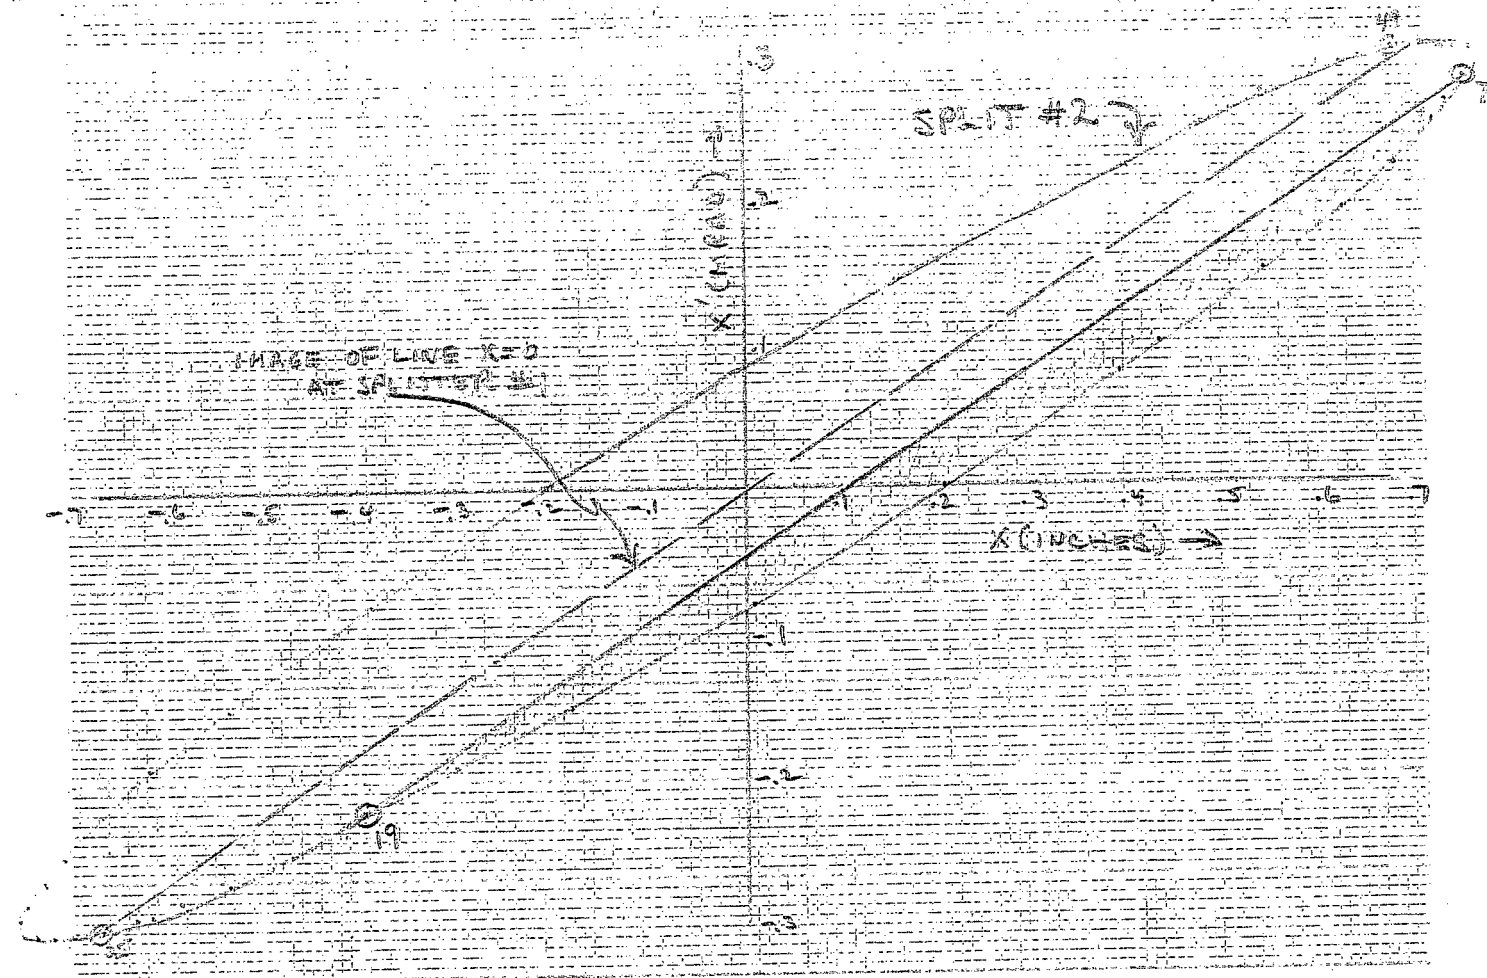 49
.3
7
SPLIT #2
.2
X' (MRAD) →
.1
IMAGE OF LINE X=0
AT SPLITTER #1
-.7 -.6 -.5 -.4 -.3 -.2 -.1 .1 .2 .3 .4 .5 .6 .7
X (INCHES) →
-.1
-.2
19
-.3